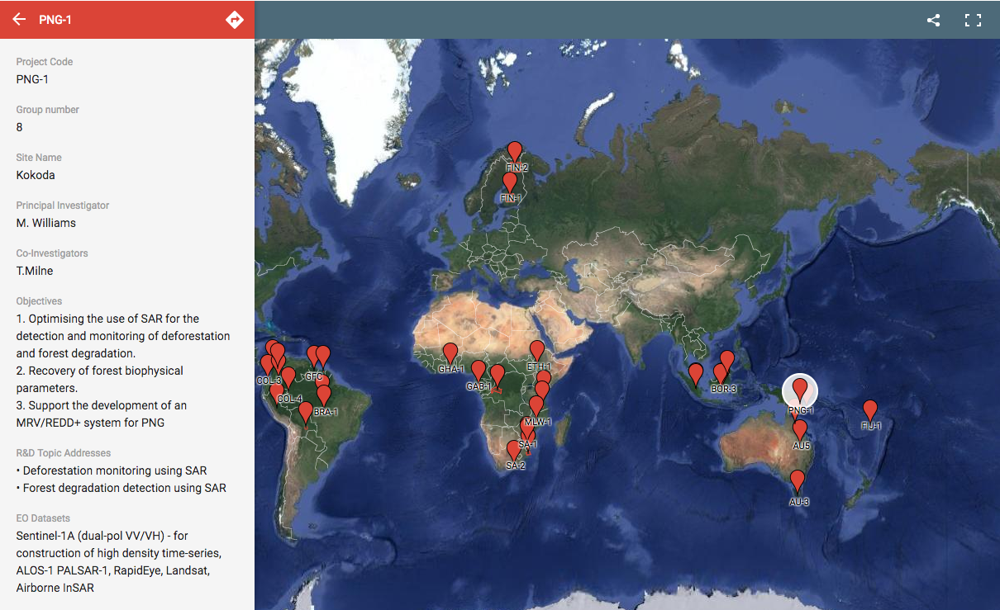 PNG-1
Project Code
PNG-1
Group number
8
Site Name
Kokoda
Principal Investigator
M. Williams
Co-Investigators
T.Milne
Objectives
1. Optimising the use of SAR for the
detection and monitoring of deforestation
and forest degradation.
2. Recovery of forest biophysical
parameters.
3. Support the development of an
MRV/REDD+ system for PNG
R&D Topic Addresses
• Deforestation monitoring using SAR
• Forest degradation detection using SAR
EO Datasets
Sentinel-1A (dual-pol VV/VH) - for
construction of high density time-series,
ALOS-1 PALSAR-1, RapidEye, Landsat,
Airborne InSAR
FIN-2
FIN-1
GHA-1
ETH-1
GFC
COL-3
GAB-1
BOR-3
COL-4
BRA-1
PNG-1
MLW-1
FIJ-1
SA-1
AU5
SA-2
AU-3